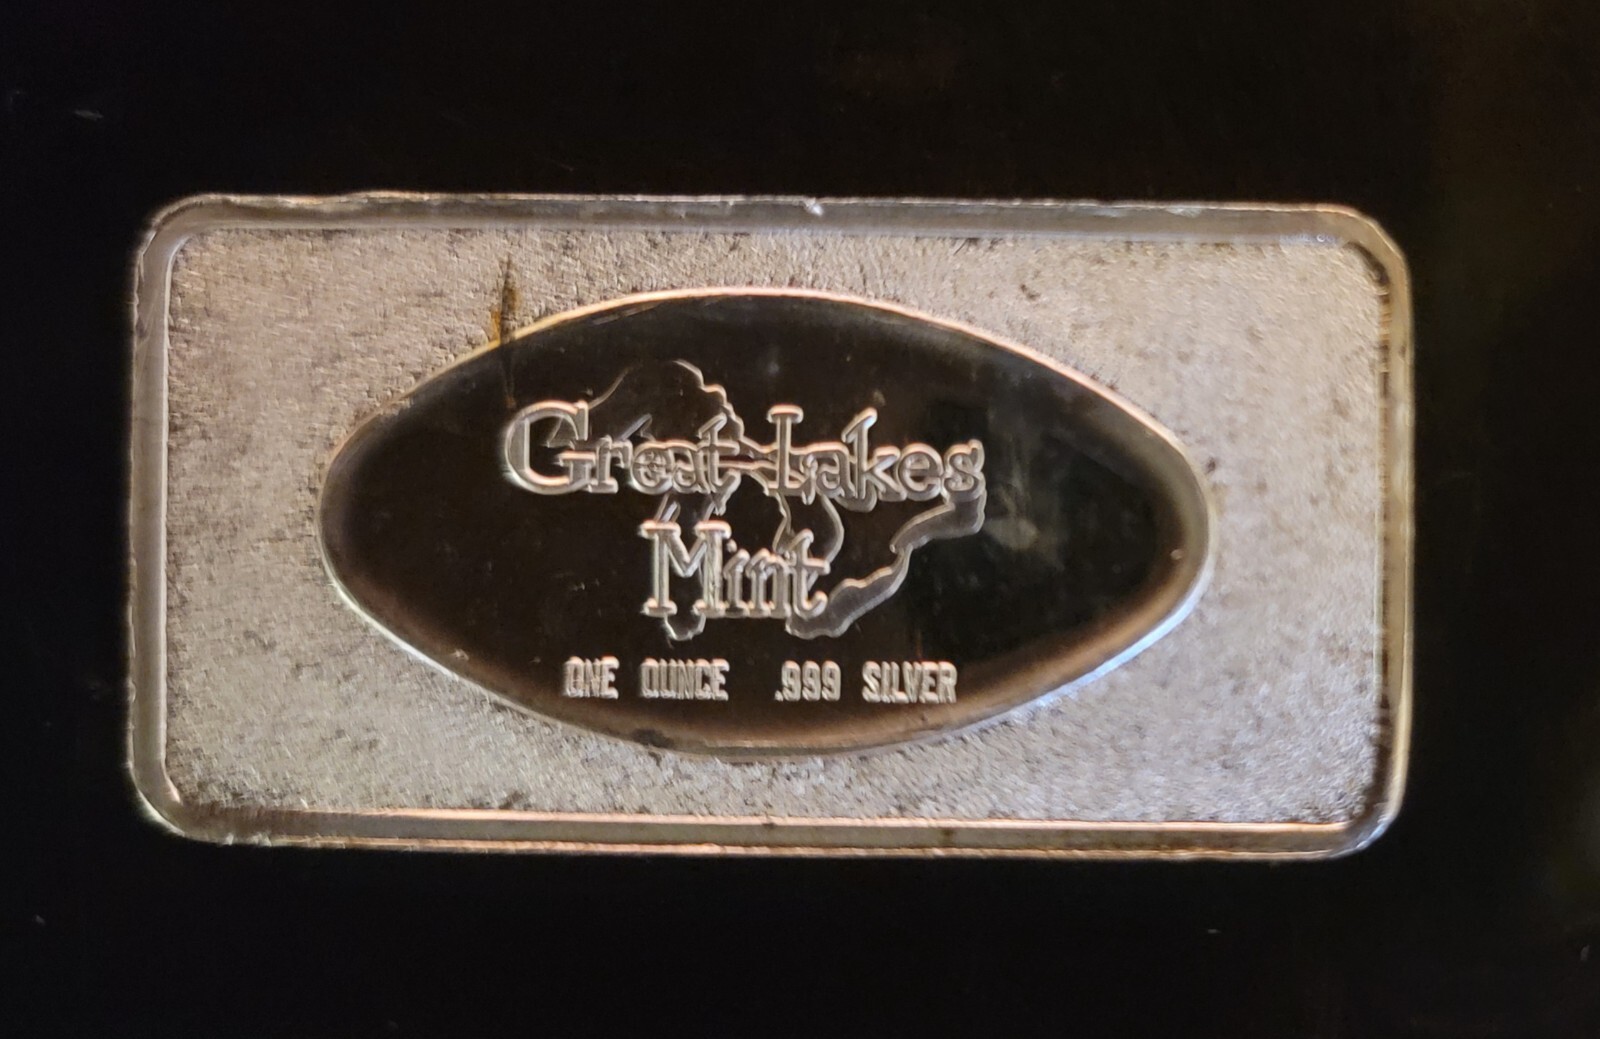 Great Lakes
Mint
ONE OUNCE .999 SILVER